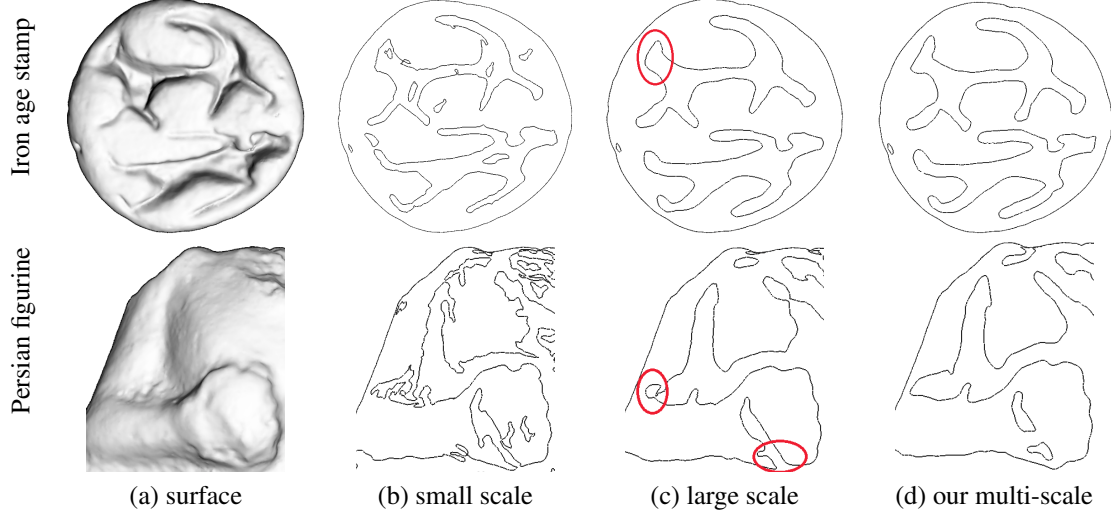 Iron age stamp
Persian figurine
(a) surface
(b) small scale
(c) large scale
(d) our multi-scale